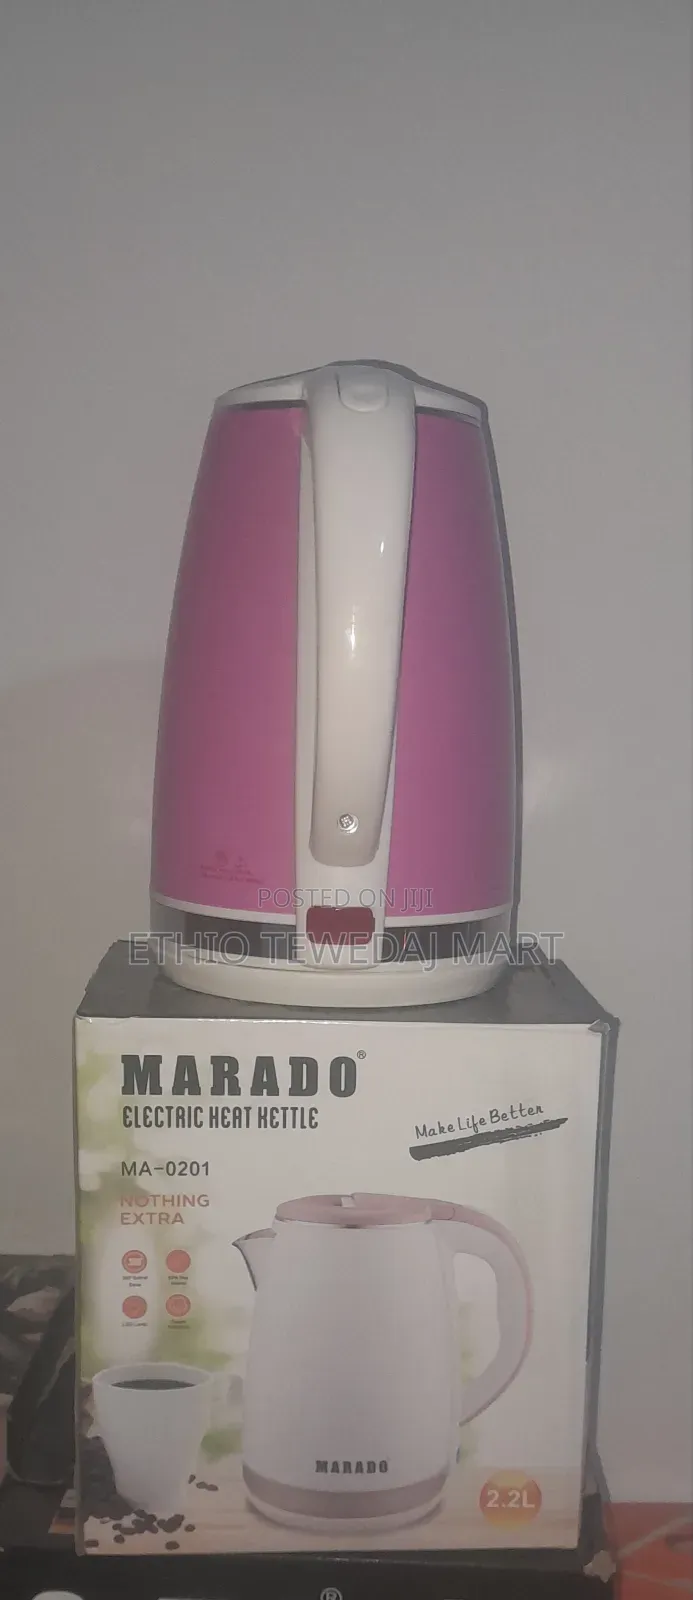 POSTED ON JIJI
ETHIO TEWEDAJ MART
MARADO®
ELECTRIC HEAT KETTLE
Make Life Better
MA-0201
NOTHING
EXTRA
MARADO
2.2L
®